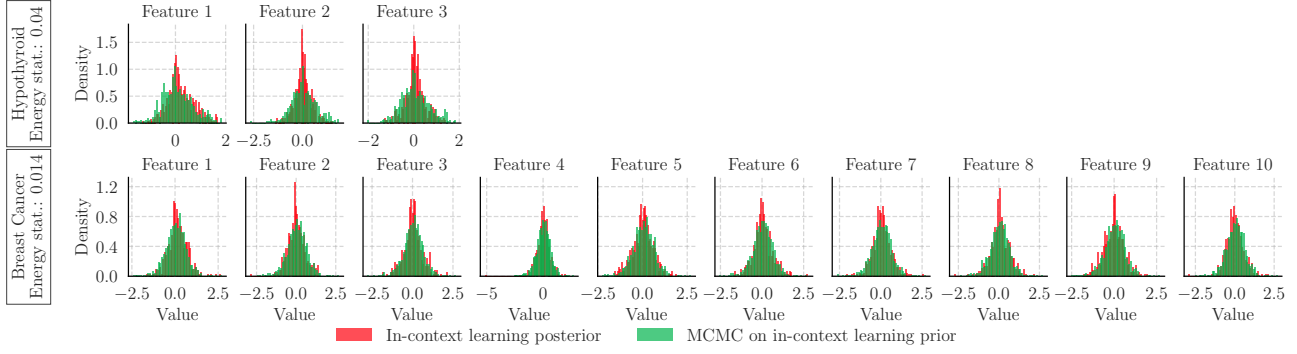 Hypothyroid
Energy stat.: 0.04
Feature 1 Feature 2 Feature 3
Density
1.5
1.0
0.5
0.0
0 2 −2.5 0.0 −2 0 2
Breast Cancer
Energy stat.: 0.014
Feature 1 Feature 2 Feature 3 Feature 4 Feature 5 Feature 6 Feature 7 Feature 8 Feature 9 Feature 10
Density
1.2
0.8
0.4
0.0
−2.5 0.0 2.5 −2.5 0.0 2.5 −2.5 0.0 2.5 −5 0 −2.5 0.0 2.5 −2.5 0.0 2.5 −2.5 0.0 2.5 −2.5 0.0 2.5 −2.5 0.0 2.5 −2.5 0.0 2.5
Value Value Value Value Value Value Value Value Value Value
In-context learning posterior MCMC on in-context learning prior